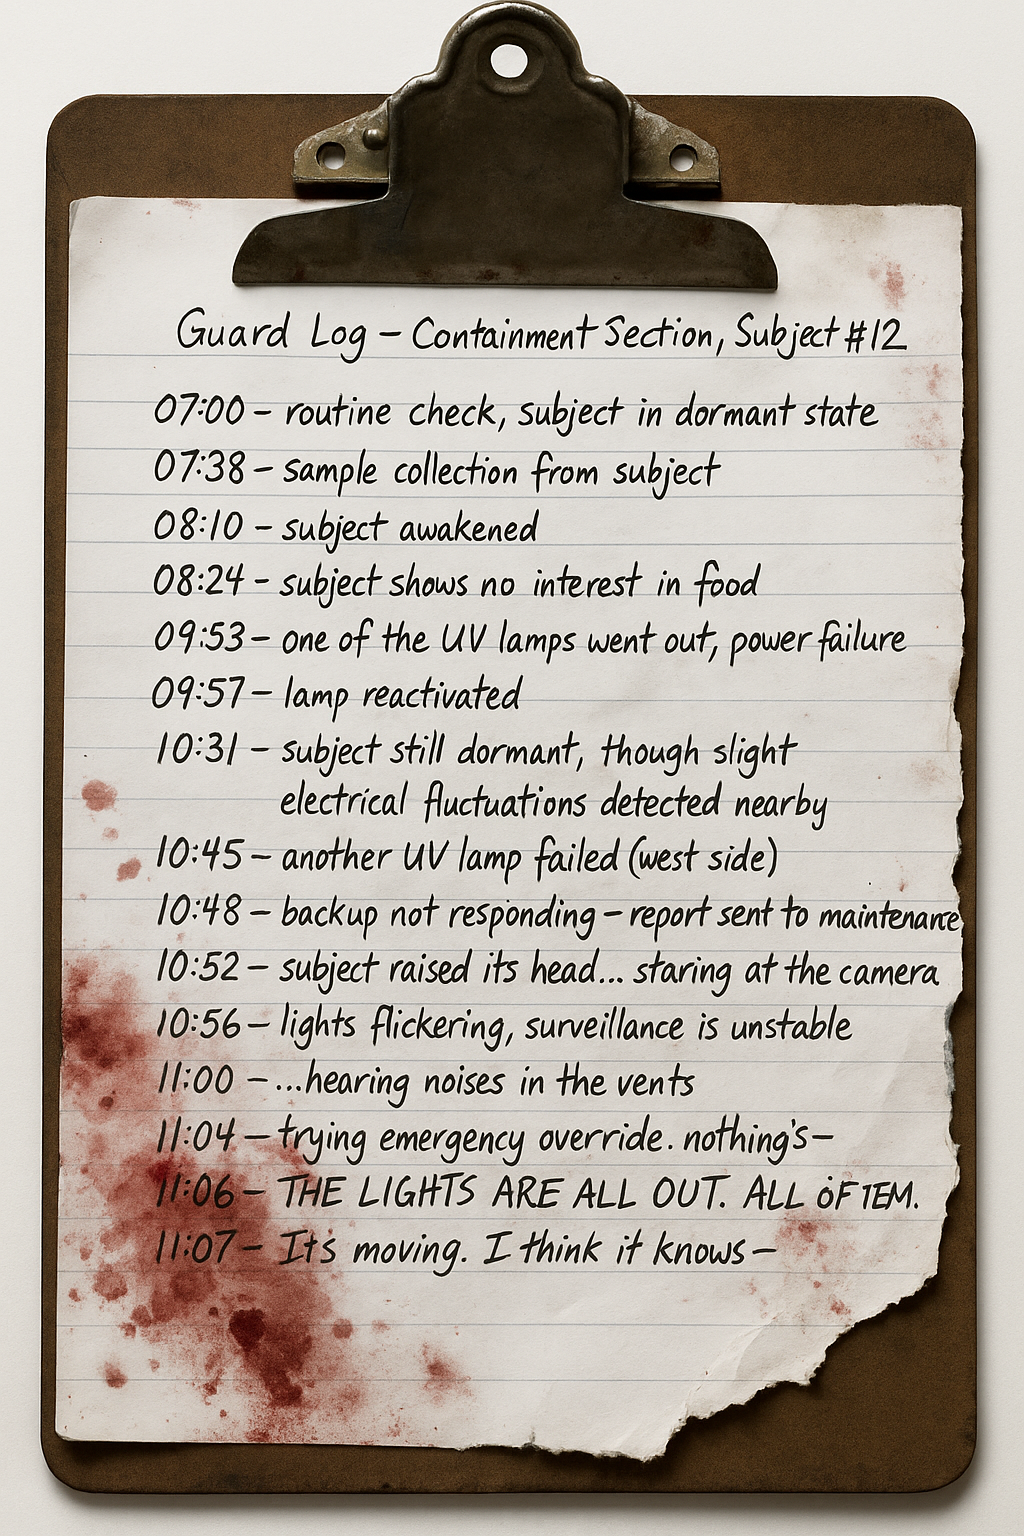 Guard Log – Containment Section, Subject #12
07:00 – routine check, subject in dormant state
07:38 – sample collection from subject
08:10 – subject awakened
08:24 – subject shows no interest in food
09:53 – one of the UV lamps went out, power failure
09:57 – lamp reactivated
10:31 – subject still dormant, though slight
electrical fluctuations detected nearby
10:45 – another UV lamp failed (west side)
10:48 – backup not responding – report sent to maintenance
10:52 – subject raised its head... staring at the camera
10:56 – lights flickering, surveillance is unstable
11:00 – ...hearing noises in the vents
11:04 – trying emergency override. nothing's –
11:06 – THE LIGHTS ARE ALL OUT. ALL OF TEM.
11:07 – It's moving. I think it knows –